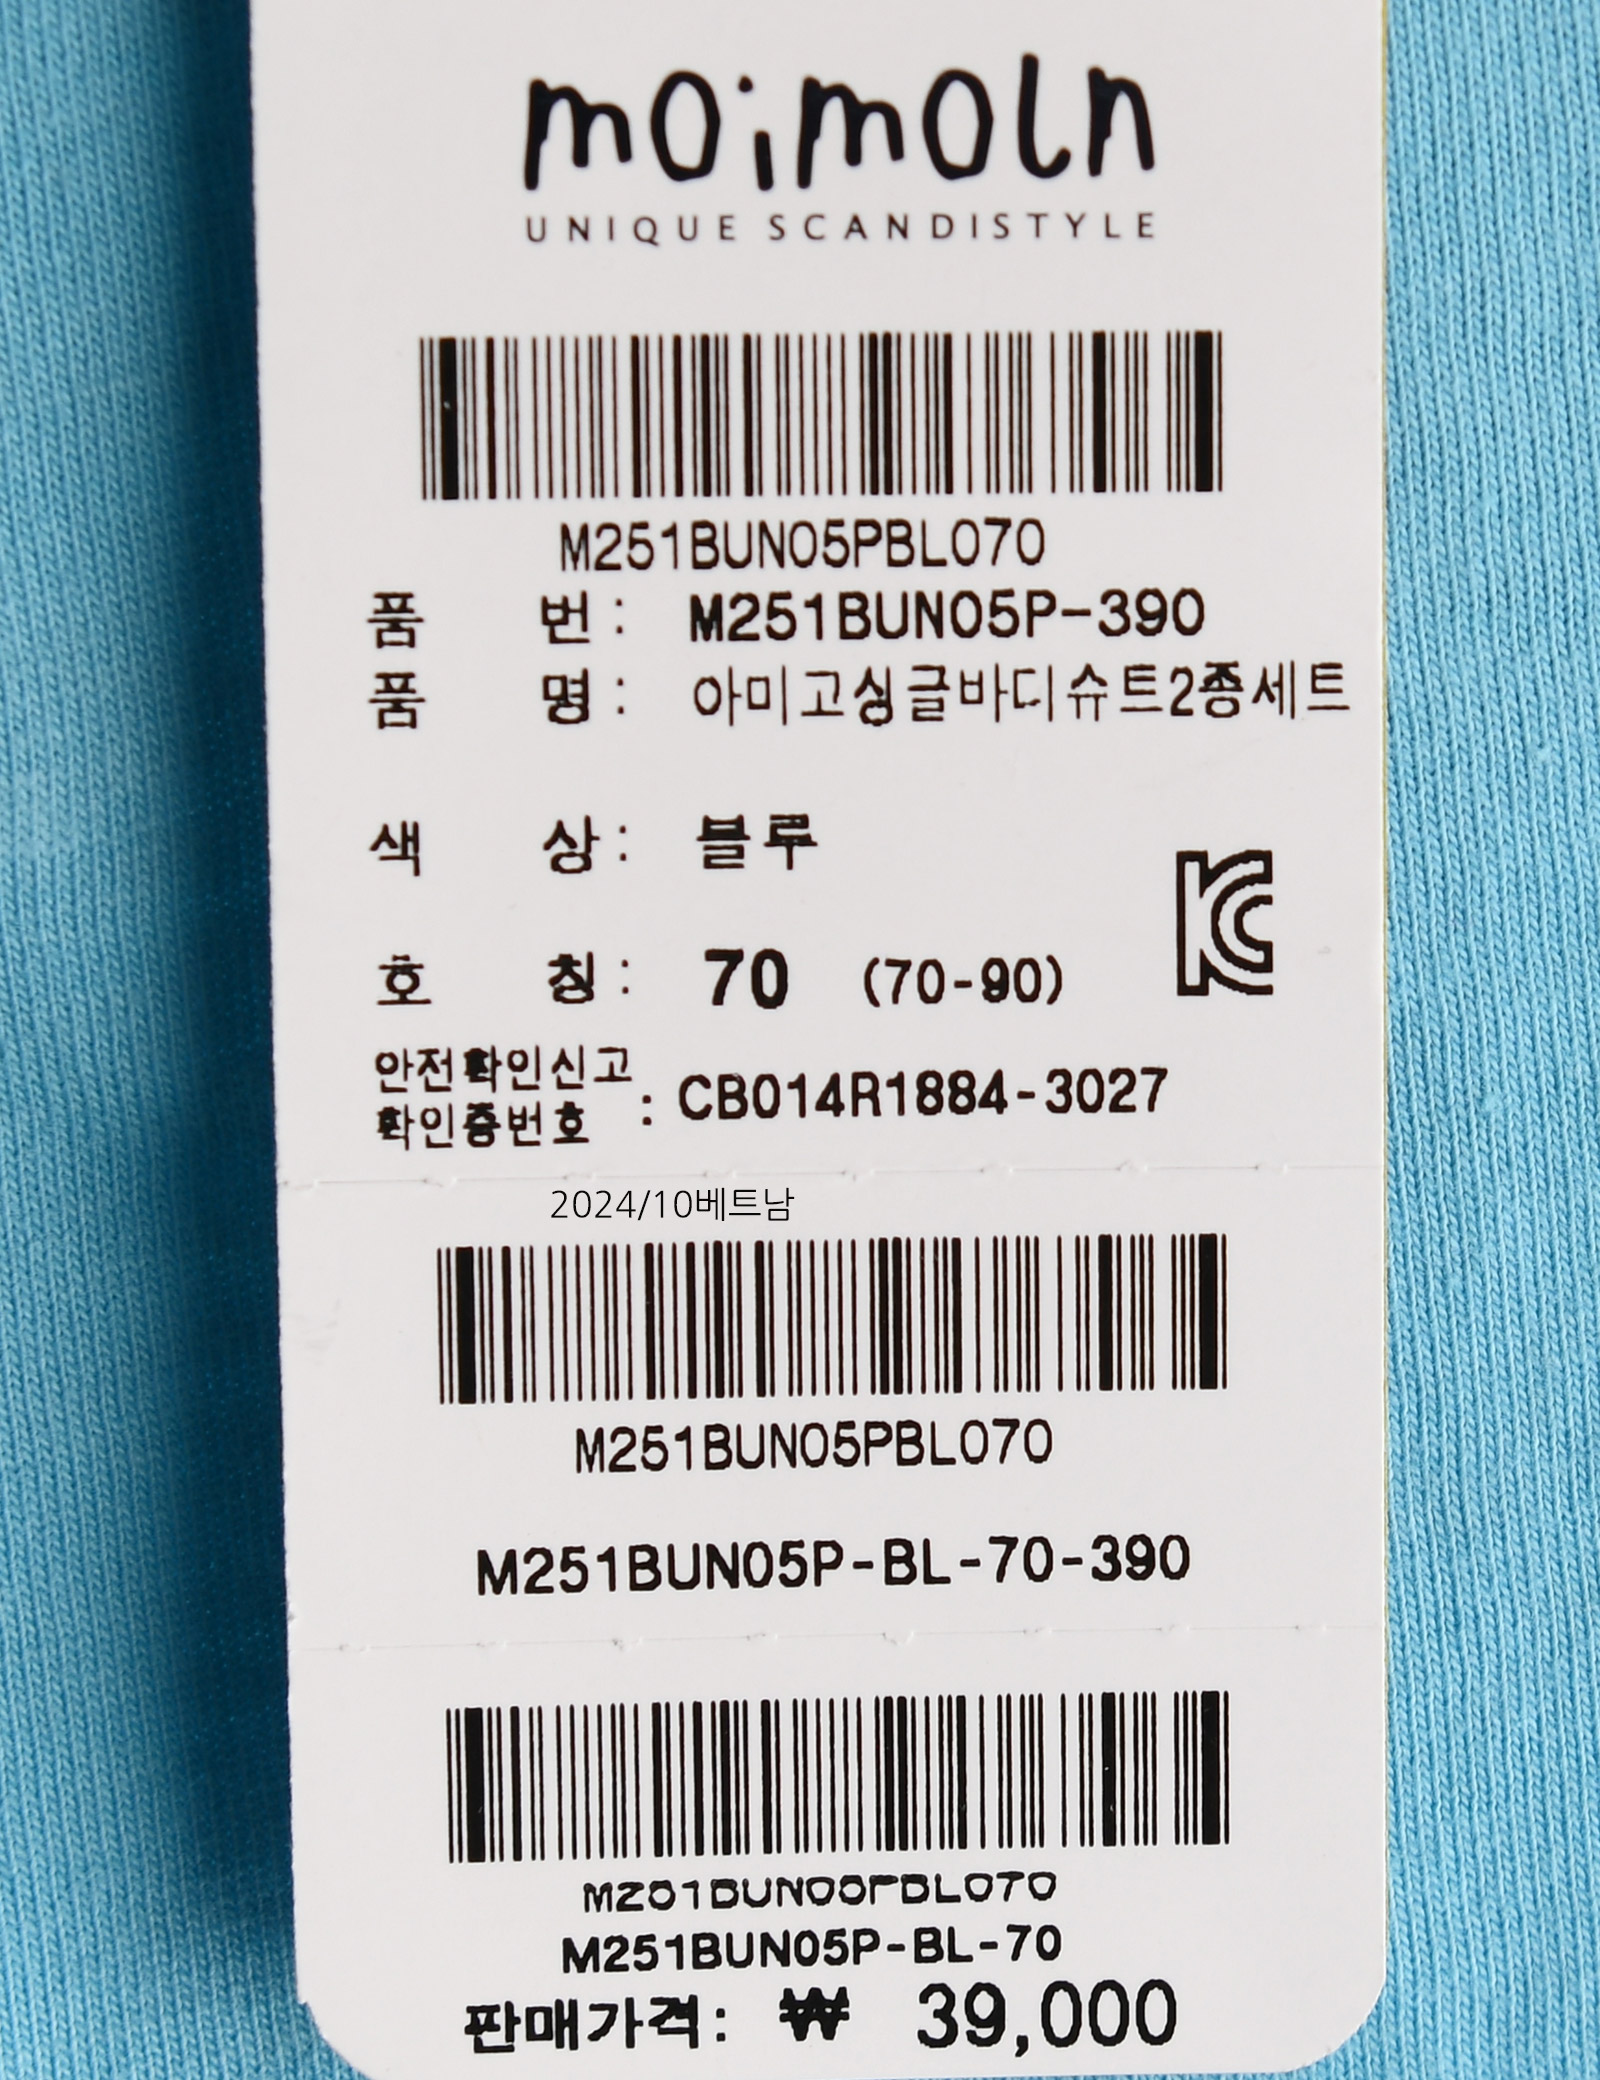 moimoln
UNIQUE SCANDISTYLE
M251BUN05PBL070
품 번 : M251BUN05P-390
품 명 : 아미고싱글바디슈트2종세트
색 상 : 블루
호 칭 : 70 (70-90)
안전확인신고
확인증번호 : CB014R1884-3027
2024/10베트남
M251BUN05PBL070
M251BUN05P-BL-70-390
M251BUN05PBL070
M251BUN05P-BL-70
판매가격: ₩ 39,000